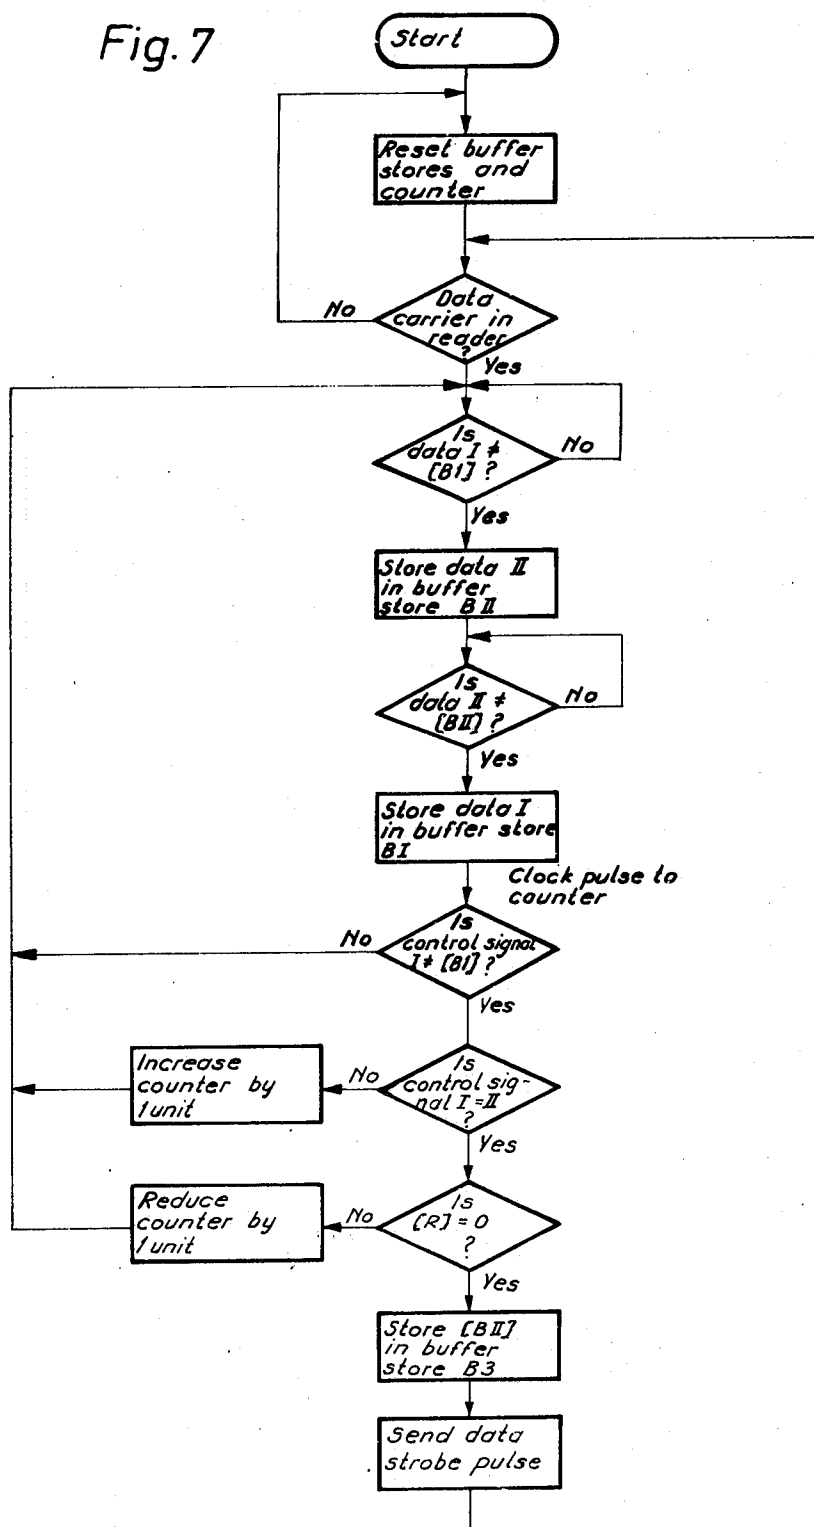 Fig. 7
Start
Reset buffer
stores and
counter
Data
carrier in
reader
?
No
Yes
Is
data I ≠
[B1] ?
No
Yes
Store data II
in buffer
store BII
Is
data II ≠
[BII] ?
No
Yes
Store data I
in buffer store
BI
Clock pulse to
counter
Is
control signal
I ≠ [B1] ?
No
Yes
Is
control sig-
nal I = II
?
No
Increase
counter by
1 unit
Yes
Is
[R] = 0
?
No
Reduce
counter by
1 unit
Yes
Store [BII]
in buffer
store B3
Send data
strobe pulse